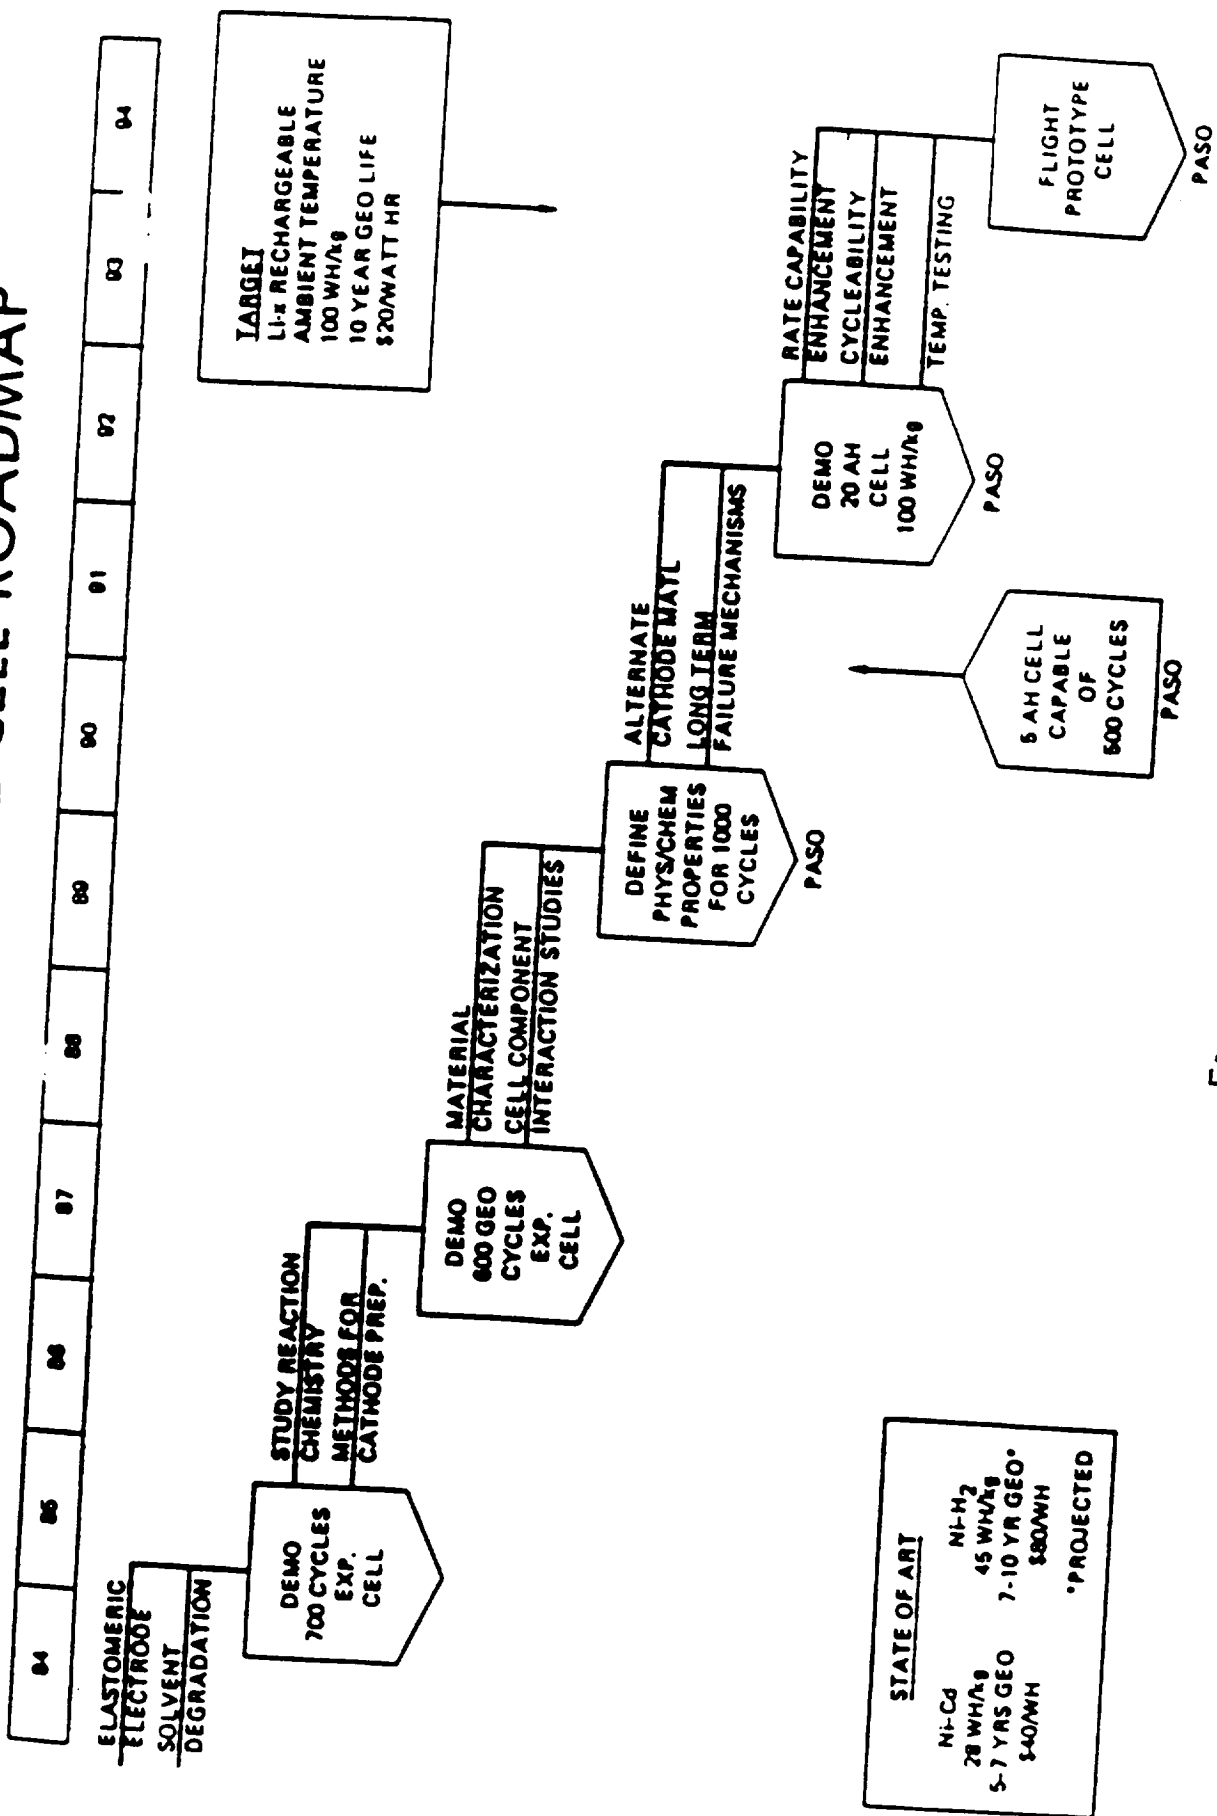 CELL ROADMAP
84 85 86 87 88 89 90 91 92 93 94
ELASTOMERIC
ELECTRODE
SOLVENT
DEGRADATION
DEMO
700 CYCLES
EXP.
CELL
STUDY REACTION
CHEMISTRY
METHODS FOR
CATHODE PREP.
DEMO
600 GEO
CYCLES
EXP.
CELL
MATERIAL
CHARACTERIZATION
CELL COMPONENT
INTERACTION STUDIES
DEFINE
PHYS/CHEM
PROPERTIES
FOR 1000
CYCLES
PASO
ALTERNATE
CATHODE MATL
LONG TERM
FAILURE MECHANISMS
DEMO
20 AH
CELL
100 WH/kg
PASO
RATE CAPABILITY
ENHANCEMENT
CYCLEABILITY
ENHANCEMENT
TEMP. TESTING
FLIGHT
PROTOTYPE
CELL
PASO
TARGET
Li-x RECHARGEABLE
AMBIENT TEMPERATURE
100 WH/kg
10 YEAR GEO LIFE
$20/WATT HR
5 AH CELL
CAPABLE
OF
500 CYCLES
PASO
STATE OF ART
Ni-Cd
28 WH/kg
5-7 YRS GEO
$40/WH
Ni-H2
45 WH/kg
7-10 YR GEO*
$80/WH
*PROJECTED